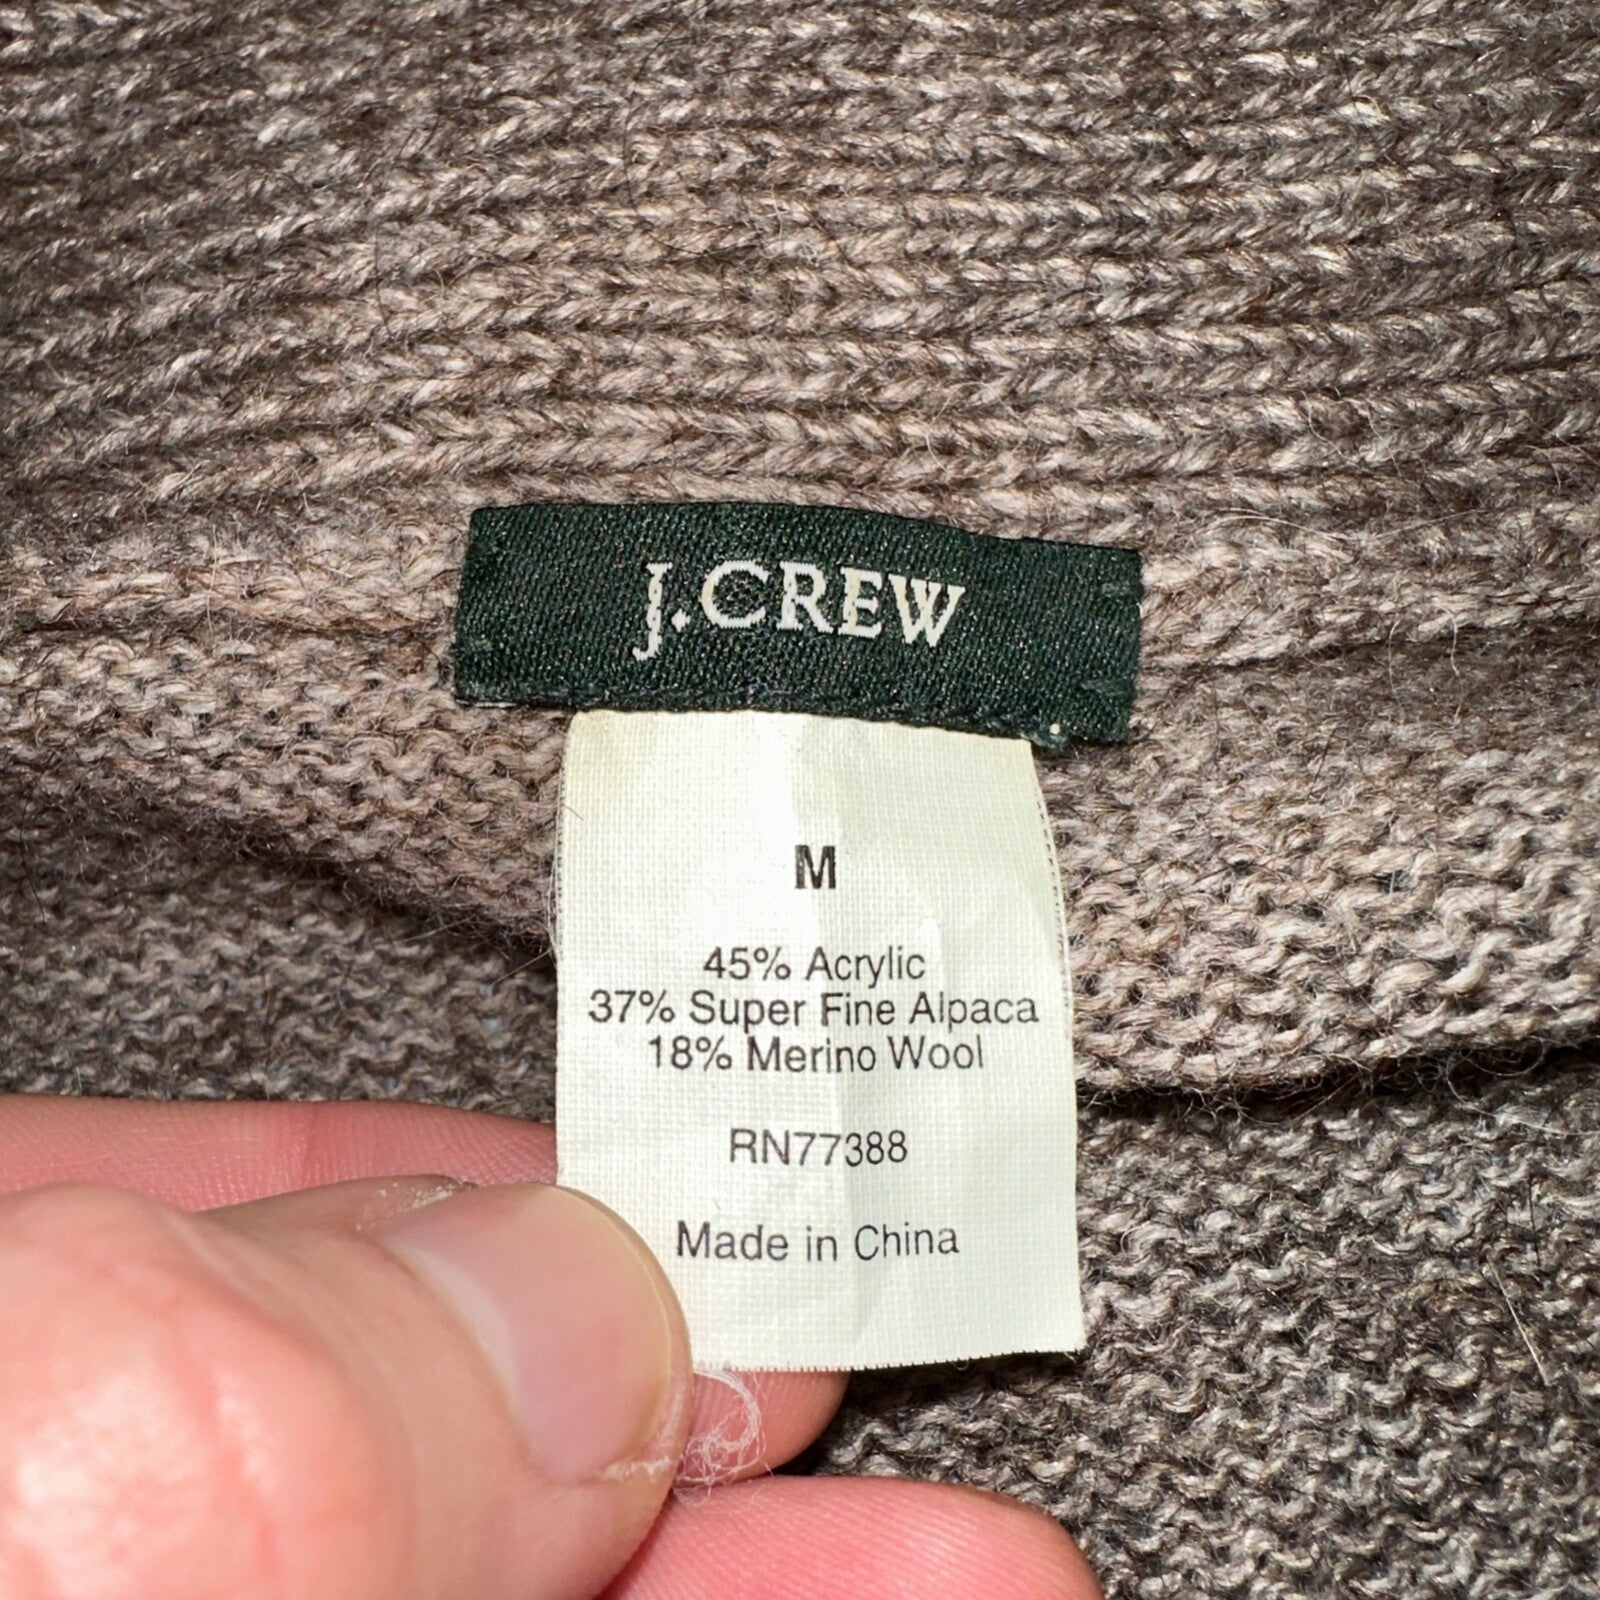 J.CREW
M
45% Acrylic
37% Super Fine Alpaca
18% Merino Wool
RN77388
Made in China